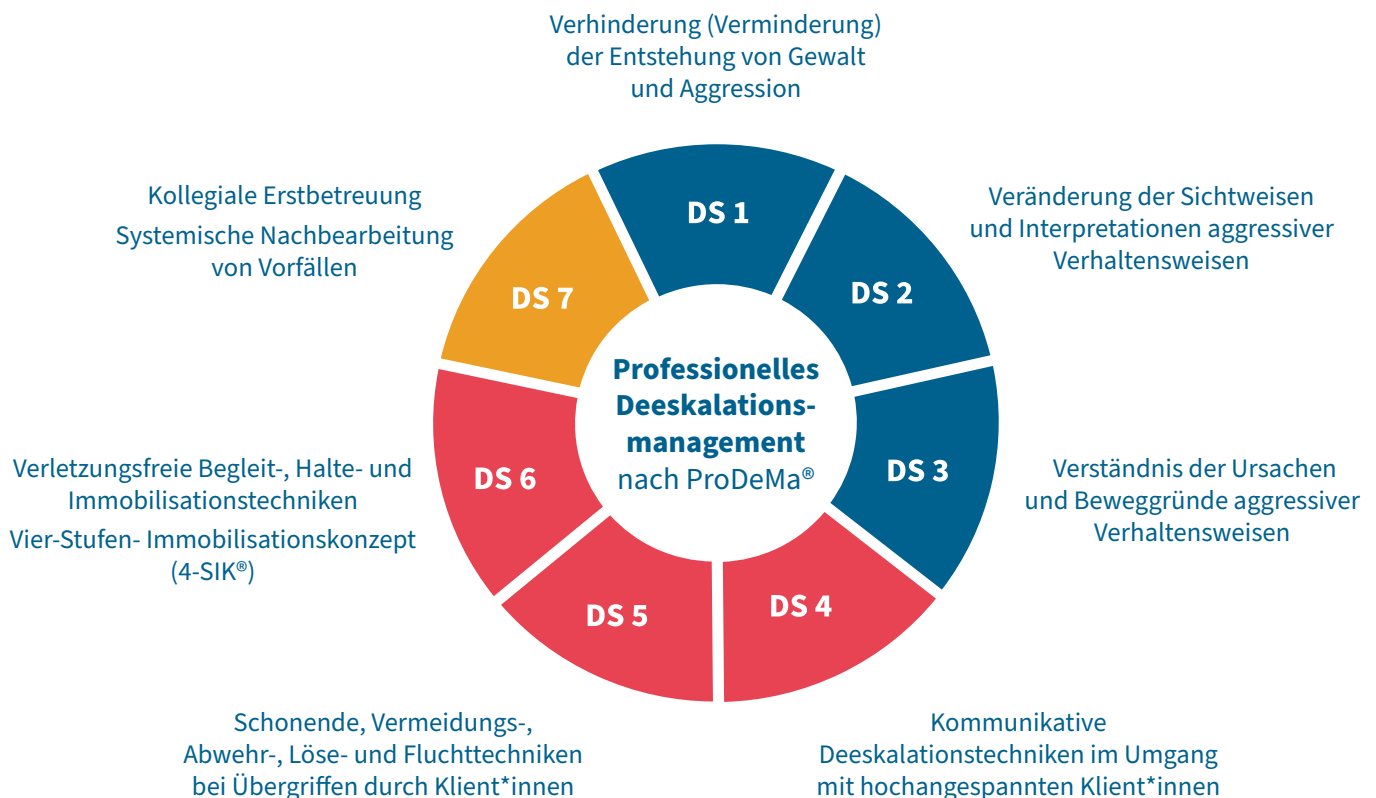 Verhinderung (Verminderung)
der Entstehung von Gewalt
und Aggression
DS 1
Veränderung der Sichtweisen
und Interpretationen aggressiver
Verhaltensweisen
DS 2
Verständnis der Ursachen
und Beweggründe aggressiver
Verhaltensweisen
DS 3
Kommunikative
Deeskalationstechniken im Umgang
mit hochangespannten Klient*innen
DS 4
Schonende, Vermeidungs-,
Abwehr-, Löse- und Fluchttechniken
bei Übergriffen durch Klient*innen
DS 5
Verletzungsfreie Begleit-, Halte- und
Immobilisationstechniken
Vier-Stufen- Immobilisationskonzept
(4-SIK®)
DS 6
Kollegiale Erstbetreuung
Systemische Nachbearbeitung
von Vorfällen
DS 7
Professionelles
Deeskalations-
management
nach ProDeMa®